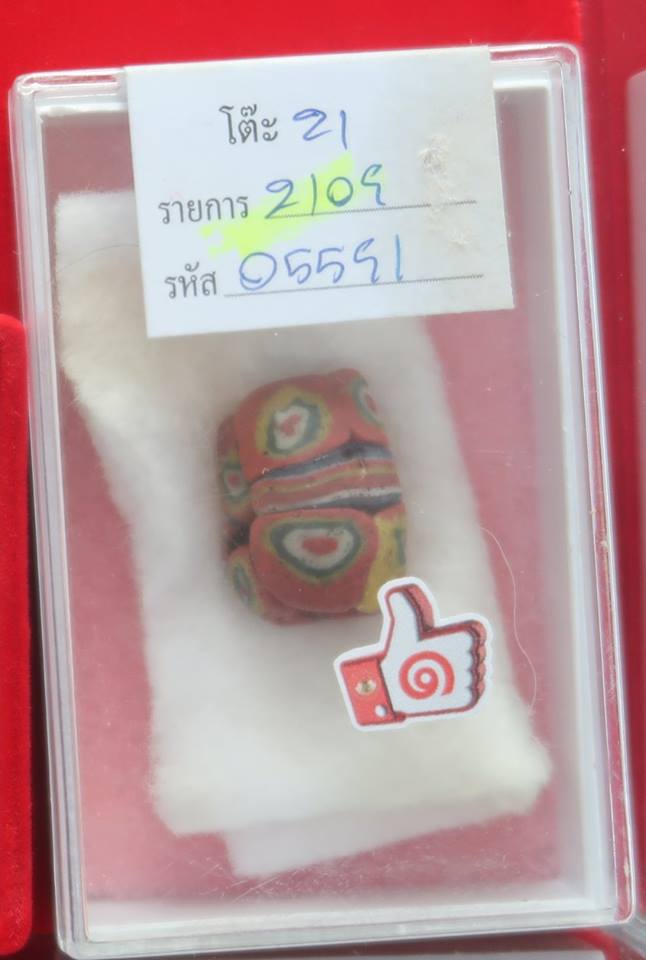 โต๊ะ 21
รายการ 2109
รหัส 05591
๑